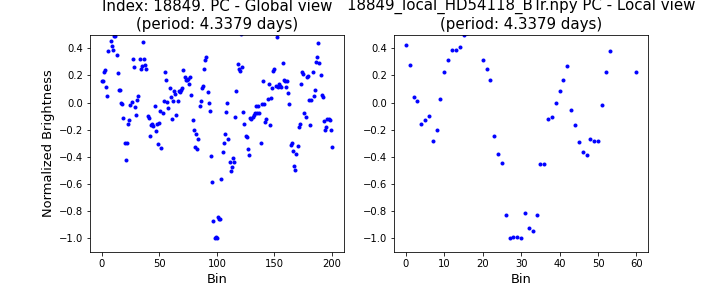 Index: 18849. PC - Global view
(period: 4.3379 days)
18849_local_HD54118_BTr.npy PC - Local view
(period: 4.3379 days)
Normalized Brightness
0.4
0.2
0.0
−0.2
−0.4
−0.6
−0.8
−1.0
0 50 100 150 200
Bin
0.4
0.2
0.0
−0.2
−0.4
−0.6
−0.8
−1.0
0 10 20 30 40 50 60
Bin